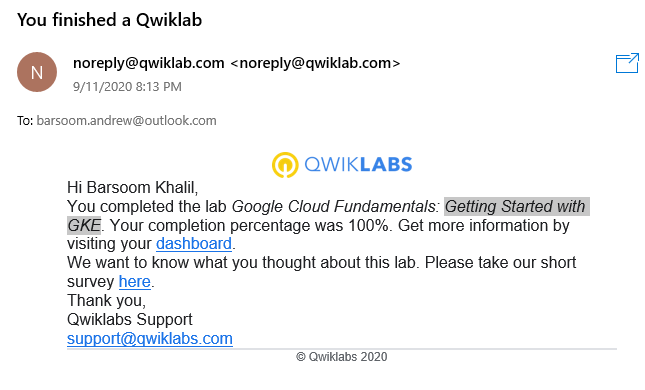 You finished a Qwiklab
N
noreply@qwiklab.com <noreply@qwiklab.com>
9/11/2020 8:13 PM
To: barsoom.andrew@outlook.com
QWIKLABS
Hi Barsoom Khalil,
You completed the lab Google Cloud Fundamentals: Getting Started with
GKE. Your completion percentage was 100%. Get more information by
visiting your dashboard.
We want to know what you thought about this lab. Please take our short
survey here.
Thank you,
Qwiklabs Support
support@qwiklabs.com
© Qwiklabs 2020